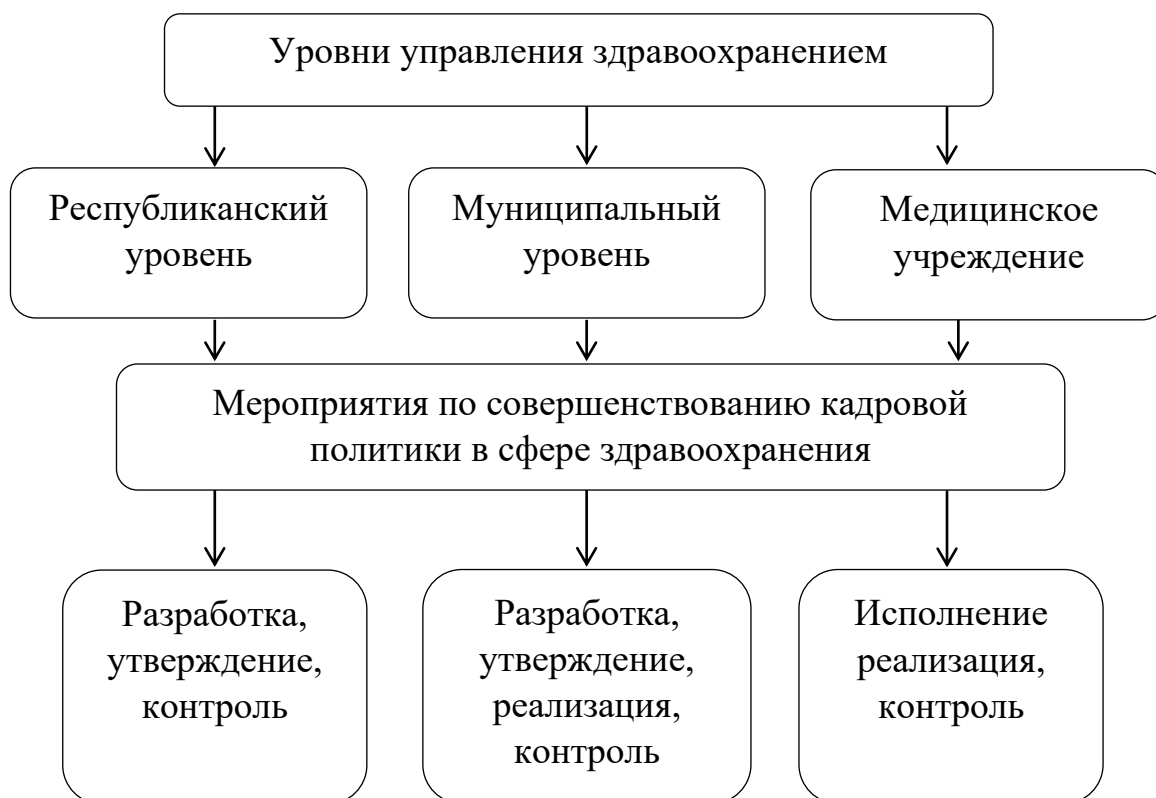 Уровни управления здравоохранением
Республиканский
уровень
Муниципальный
уровень
Медицинское
учреждение
Мероприятия по совершенствованию кадровой
политики в сфере здравоохранения
Разработка,
утверждение,
контроль
Разработка,
утверждение,
реализация,
контроль
Исполнение
реализация,
контроль